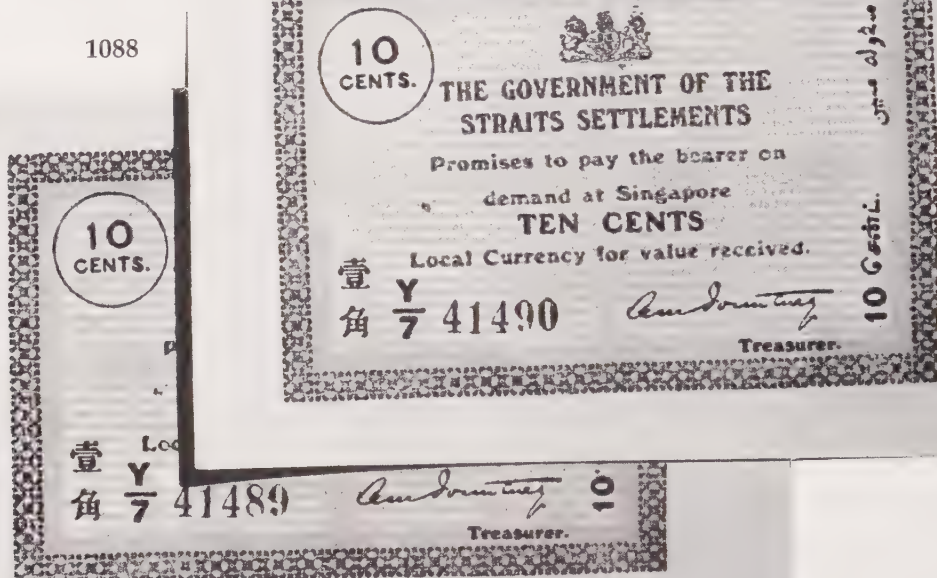 1088
10
CENTS.
THE GOVERNMENT OF THE
STRAITS SETTLEMENTS
Promises to pay the bearer on
demand at Singapore
TEN CENTS
Local Currency for value received.
壹
角
Y
7
41490
Treasurer.
10
10
CENTS.
Loc
壹
角
Y
7
41489
Treasurer.
10